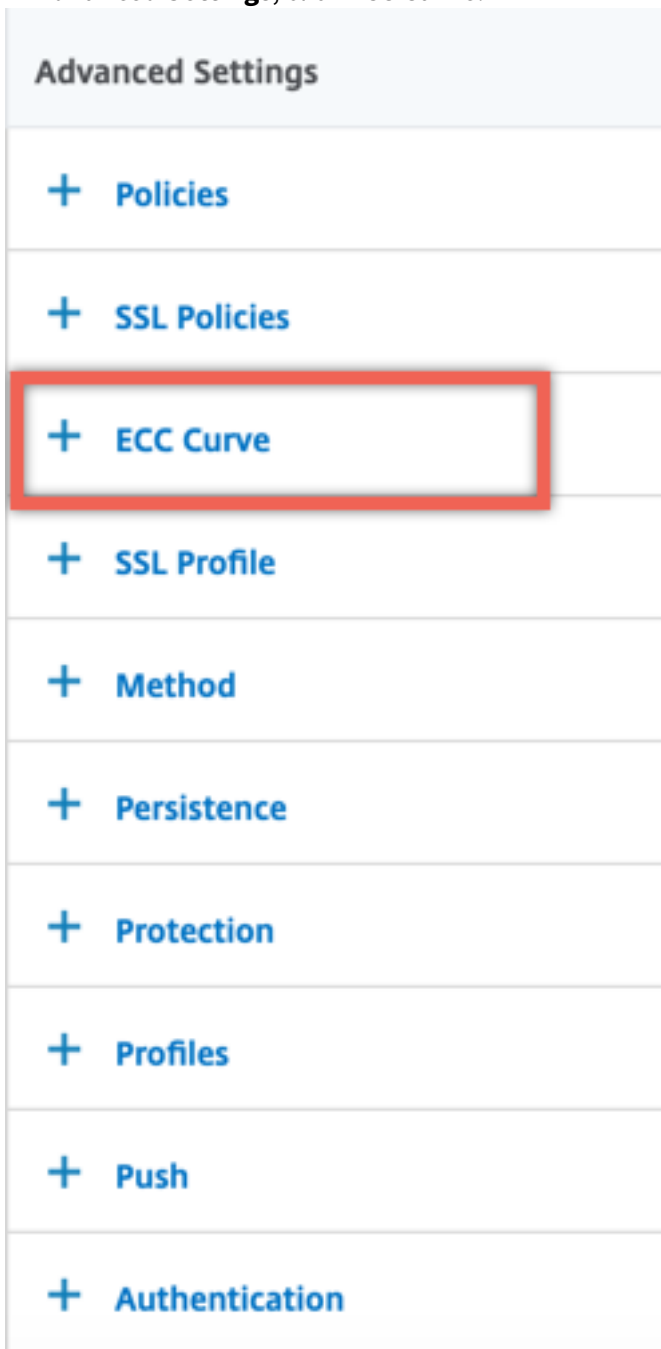 Advanced Settings
+ Policies
+ SSL Policies
+ ECC Curve
+ SSL Profile
+ Method
+ Persistence
+ Protection
+ Profiles
+ Push
+ Authentication